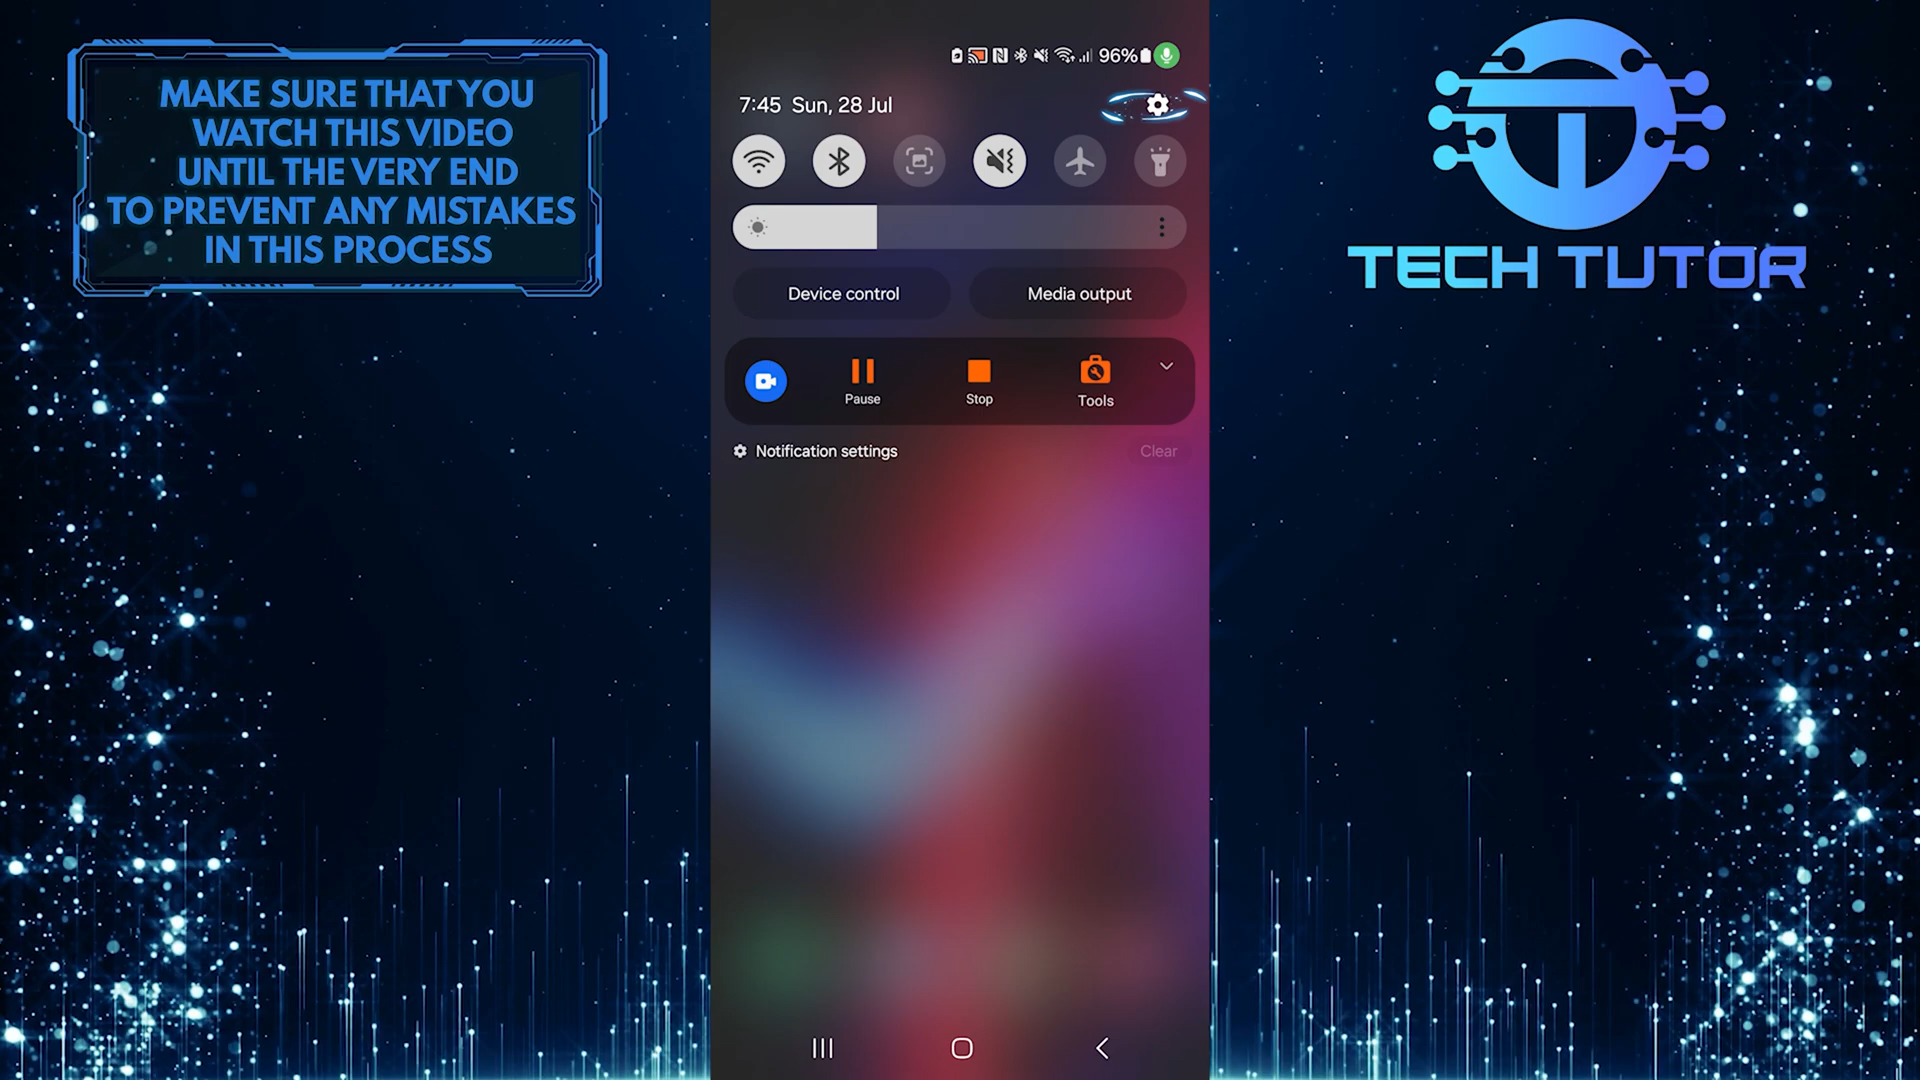 MAKE SURE THAT YOU
WATCH THIS VIDEO
UNTIL THE VERY END
TO PREVENT ANY MISTAKES
IN THIS PROCESS
96%
7:45 Sun, 28 Jul
Device control
Media output
Pause
Stop
Tools
Notification settings
Clear
TECH TUTOR